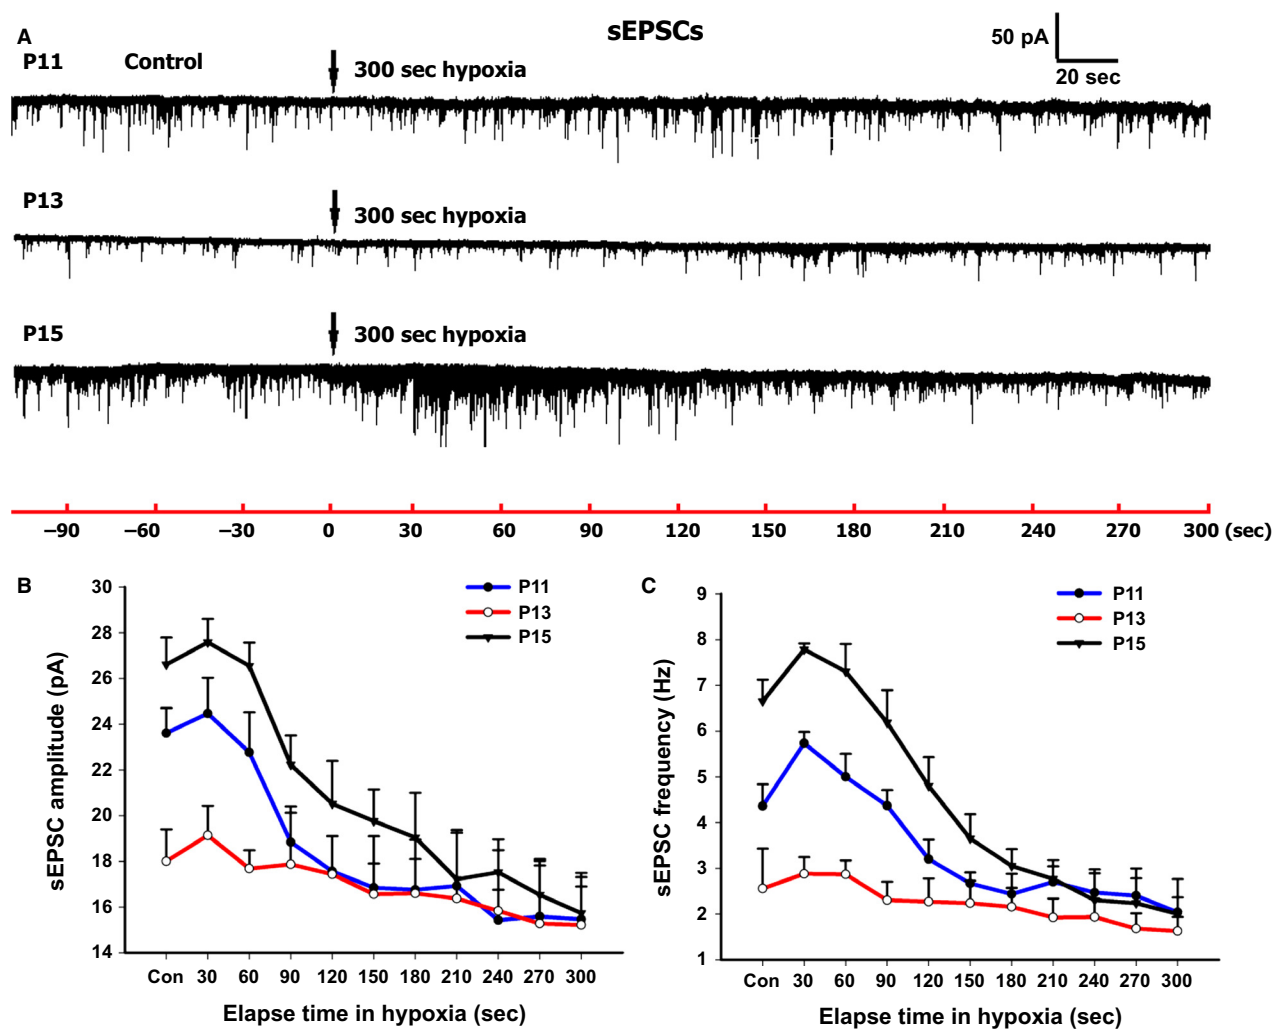 A
sEPSCs
50 pA
20 sec
P11 Control
300 sec hypoxia
P13
300 sec hypoxia
P15
300 sec hypoxia
–90 –60 –30 0 30 60 90 120 150 180 210 240 270 300 (sec)
B
30
28
26
24
22
20
18
16
14
sEPSC amplitude (pA)
P11
P13
P15
Con 30 60 90 120 150 180 210 240 270 300
Elapse time in hypoxia (sec)
C
9
8
7
6
5
4
3
2
1
sEPSC frequency (Hz)
P11
P13
P15
Con 30 60 90 120 150 180 210 240 270 300
Elapse time in hypoxia (sec)